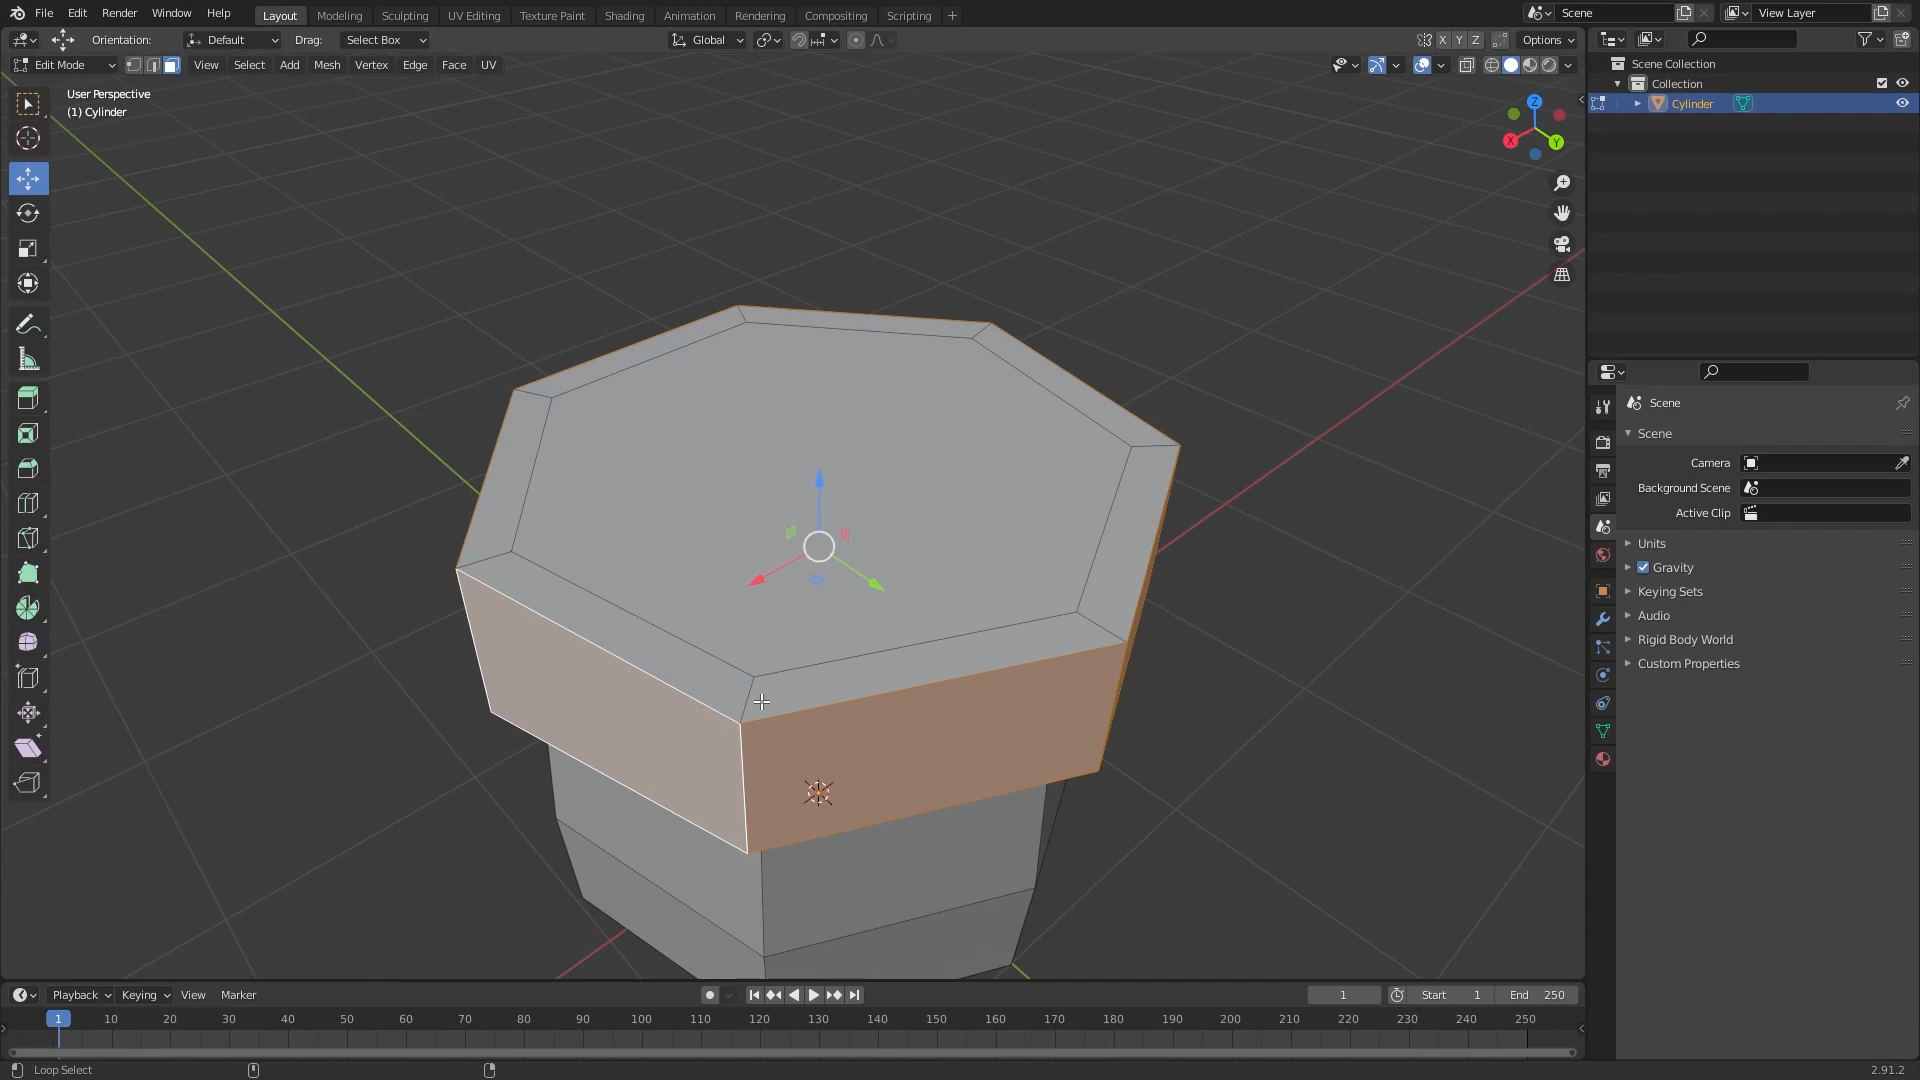 File Edit Render Window Help Layout Modeling Sculpting UV Editing Texture Paint Shading Animation Rendering Compositing Scripting + Scene View Layer
Orientation: Default Drag: Select Box Global X Y Z Options
Edit Mode View Select Add Mesh Vertex Edge Face UV
User Perspective
(1) Cylinder
Z
X
Y
Scene Collection
Collection
Cylinder
Scene
Scene
Camera
Background Scene
Active Clip
Units
Gravity
Keying Sets
Audio
Rigid Body World
Custom Properties
Playback Keying View Marker 1 Start 1 End 250
1 10 20 30 40 50 60 70 80 90 100 110 120 130 140 150 160 170 180 190 200 210 220 230 240 250
Loop Select 2.91.2